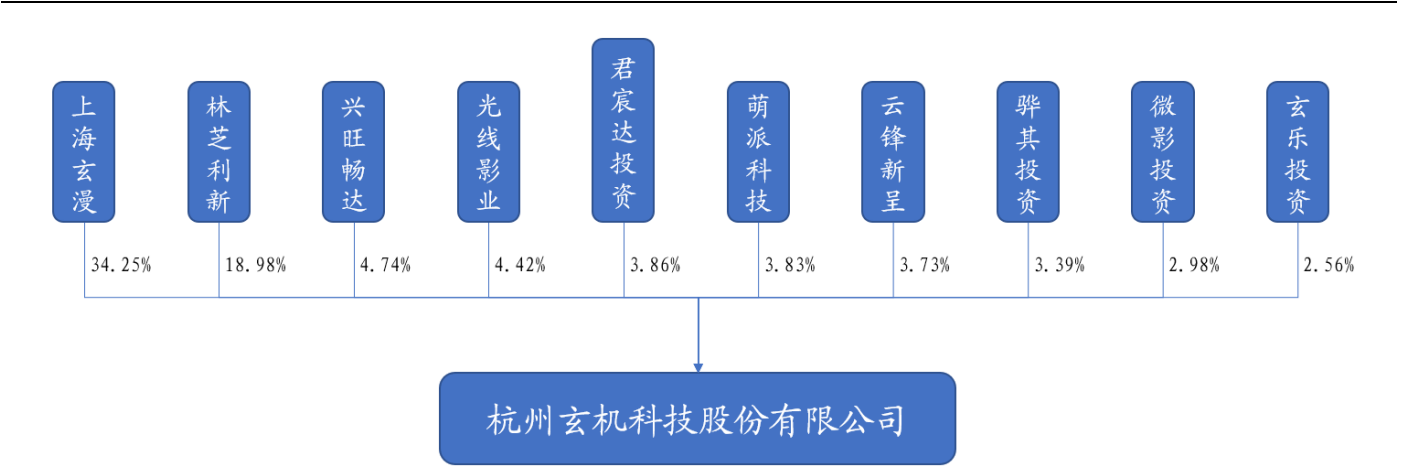 上海玄漫
林芝利新
兴旺畅达
光线影业
君宸达投资
萌派科技
云锋新呈
骅其投资
微影投资
玄乐投资
34.25%
18.98%
4.74%
4.42%
3.86%
3.83%
3.73%
3.39%
2.98%
2.56%
杭州玄机科技股份有限公司